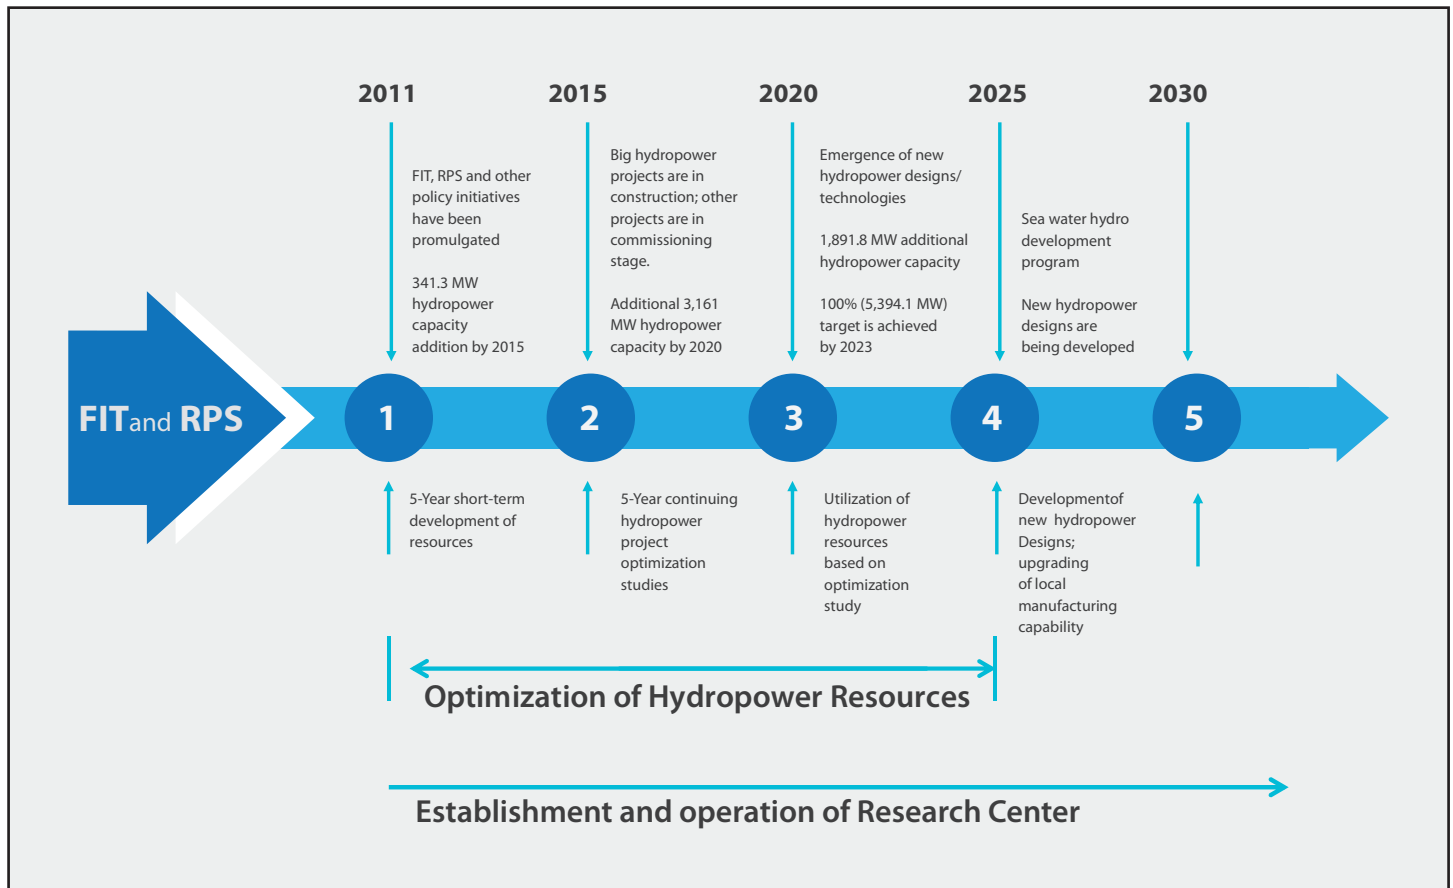 2011
2015
2020
2025
2030
FIT, RPS and other
policy initiatives
have been
promulgated
341.3 MW
hydropower
capacity
addition by 2015
Big hydropower
projects are in
construction; other
projects are in
commissioning
stage.
Additional 3,161
MW hydropower
capacity by 2020
Emergence of new
hydropower designs/
technologies
1,891.8 MW additional
hydropower capacity
100% (5,394.1 MW)
target is achieved
by 2023
Sea water hydro
development
program
New hydropower
designs are
being developed
FIT and RPS
1
2
3
4
5
5-Year short-term
development of
resources
5-Year continuing
hydropower
project
optimization
studies
Utilization of
hydropower
resources
based on
optimization
study
Developmentof
new hydropower
Designs;
upgrading
of local
manufacturing
capability
Optimization of Hydropower Resources
Establishment and operation of Research Center